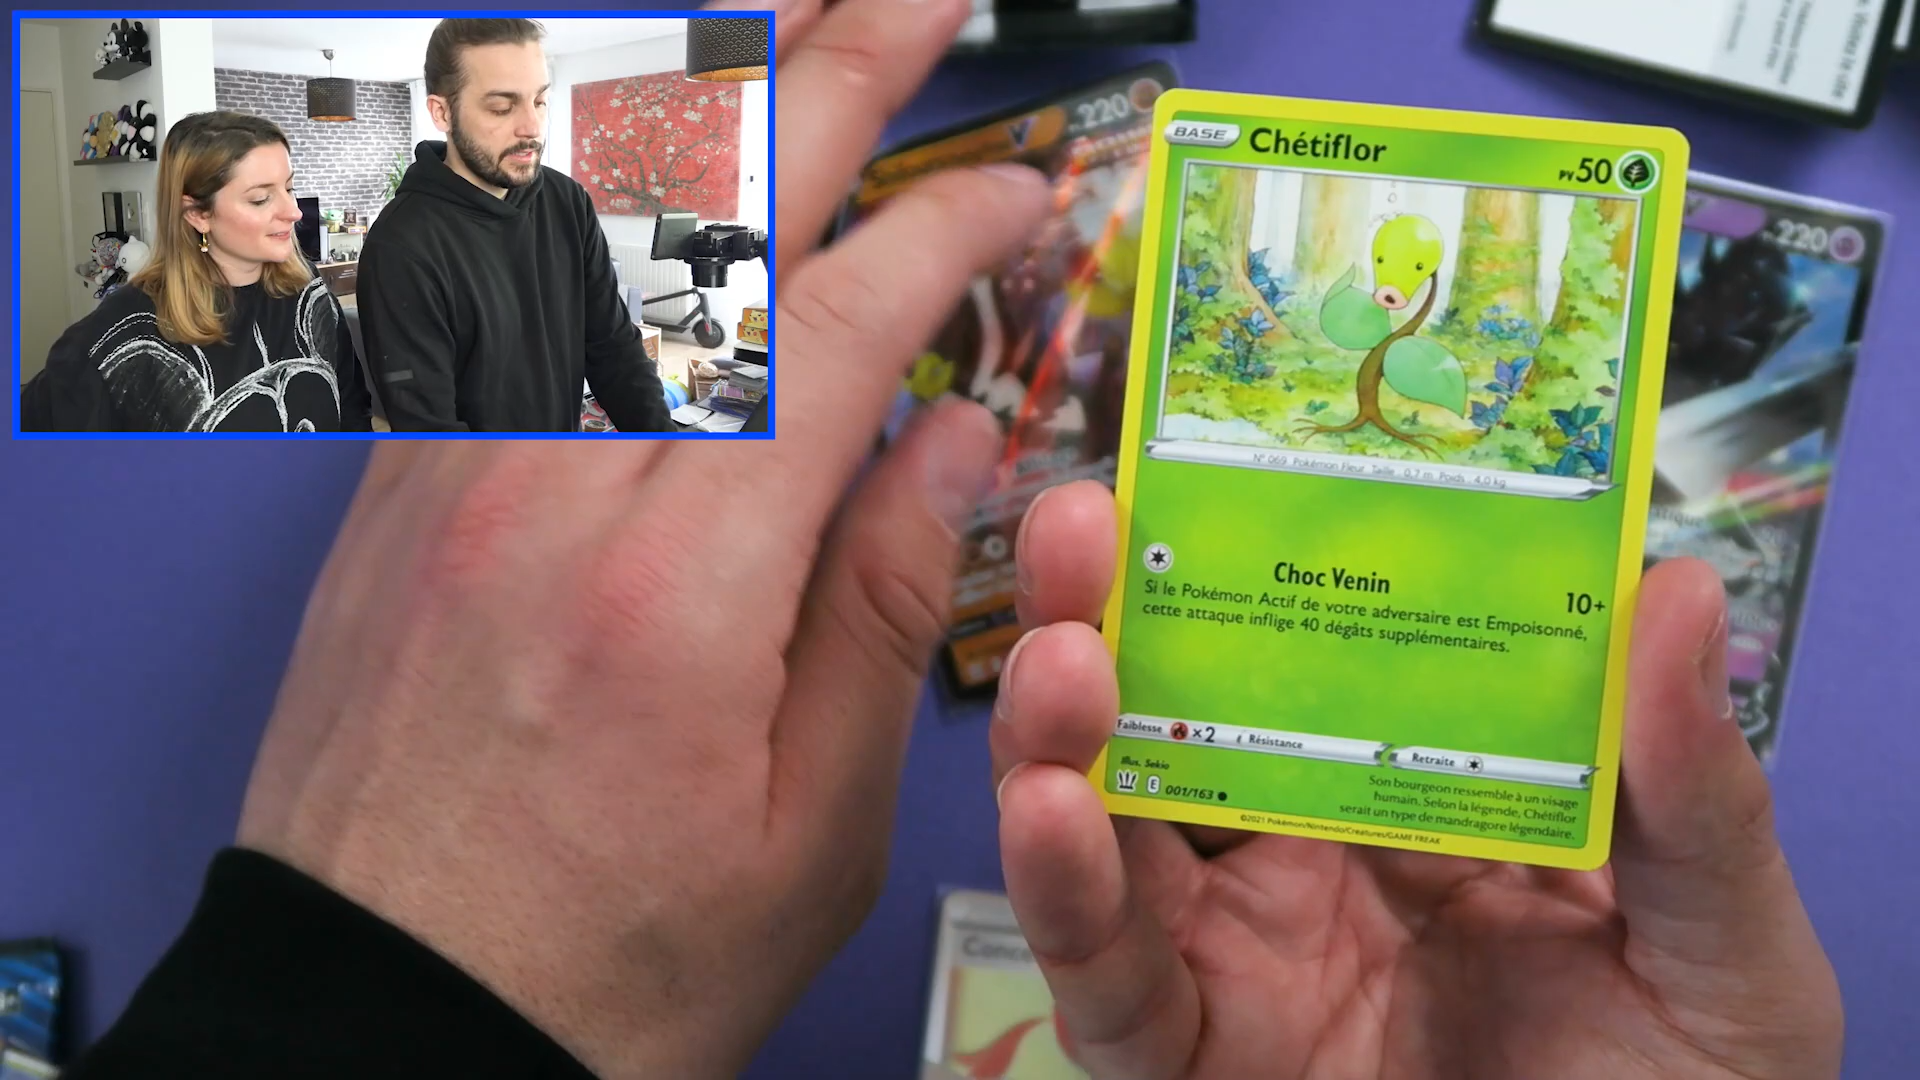 BASE Chétiflor PV 50
N° 069 Pokémon Fleur Taille : 0,7 m Poids : 4,0 kg
Choc Venin 10+
Si le Pokémon Actif de votre adversaire est Empoisonné,
cette attaque inflige 40 dégâts supplémentaires.
Faiblesse ×2 Résistance Retraite
Illus. Sekio
E 001/163
Son bourgeon ressemble à un visage
humain. Selon la légende, Chétiflor
serait un type de mandragore légendaire.
©2021 Pokémon/Nintendo/Creatures/GAME FREAK
220
220